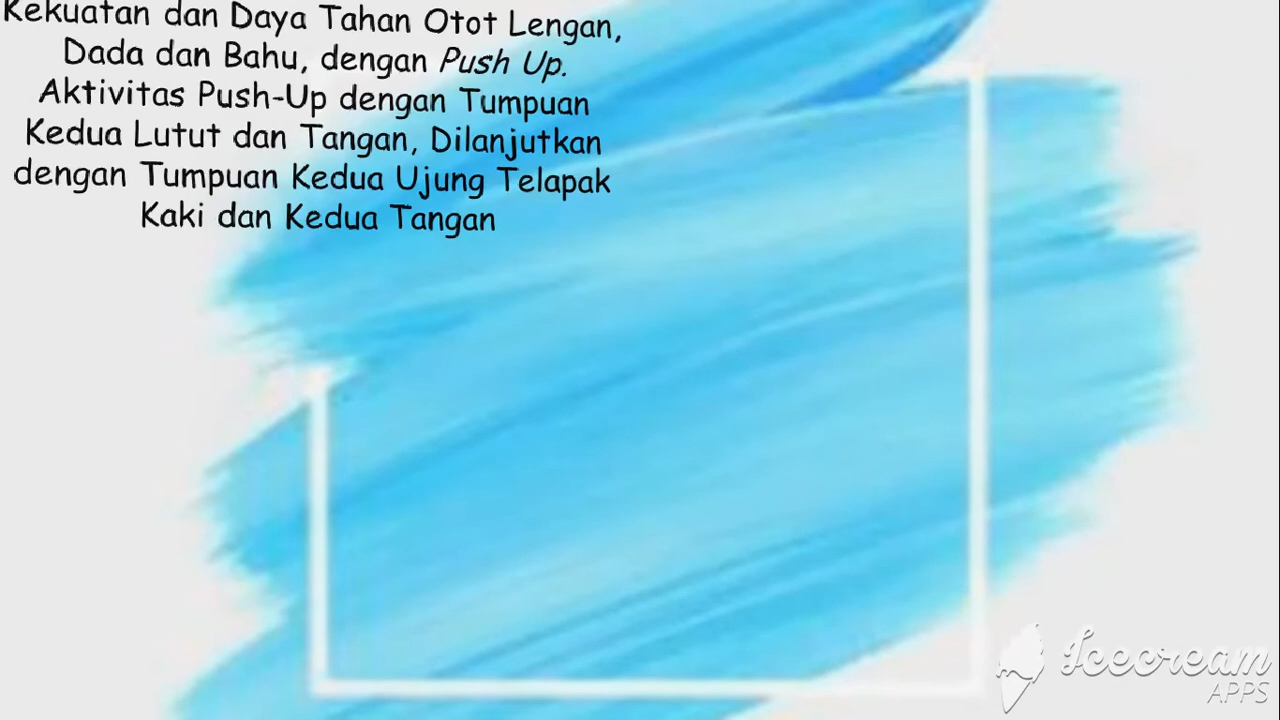 Kekuatan dan Daya Tahan Otot Lengan,
Dada dan Bahu, dengan Push Up.
Aktivitas Push-Up dengan Tumpuan
Kedua Lutut dan Tangan, Dilanjutkan
dengan Tumpuan Kedua Ujung Telapak
Kaki dan Kedua Tangan
Icecream
APPS